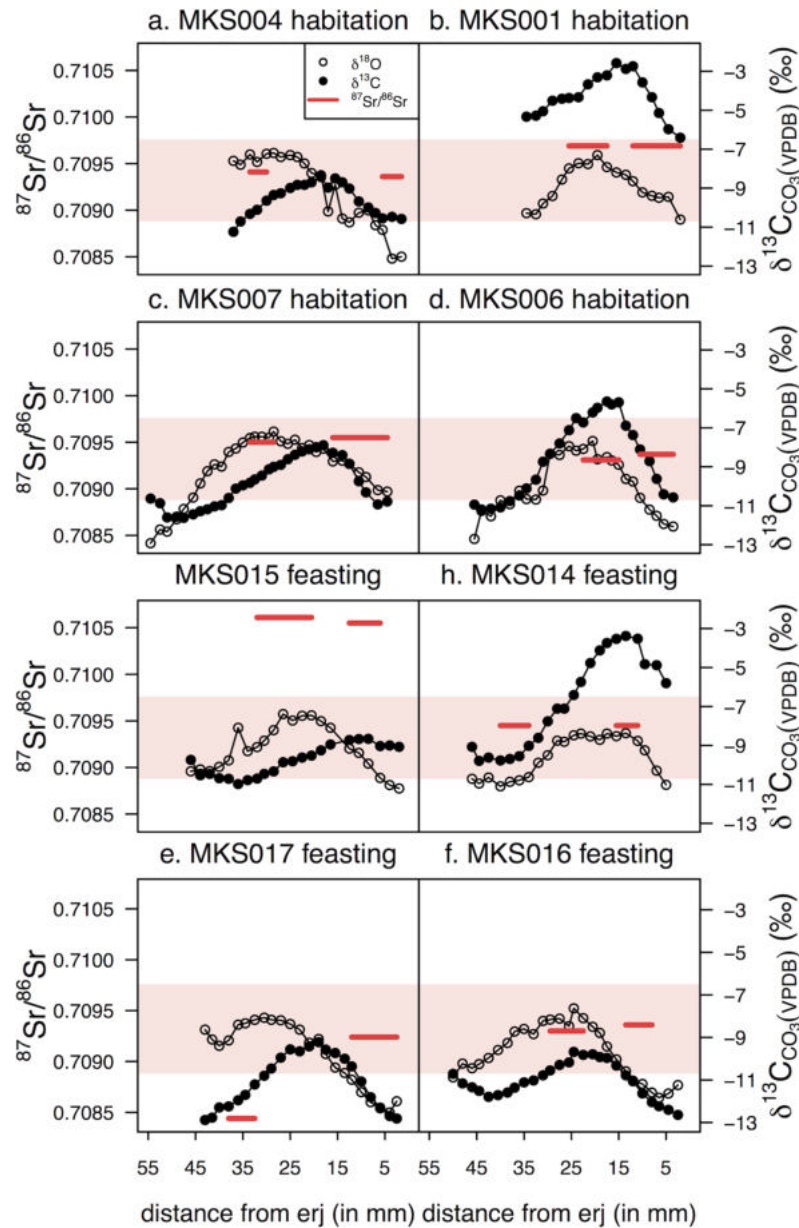 a. MKS004 habitation
b. MKS001 habitation
δ18O
δ13C
87Sr/86Sr
0.7105
0.7100
0.7095
0.7090
0.7085
87Sr/86Sr
−3
−5
−7
−9
−11
−13
δ13CCO3(VPDB) (‰)
c. MKS007 habitation
d. MKS006 habitation
0.7105
0.7100
0.7095
0.7090
0.7085
87Sr/86Sr
−3
−5
−7
−9
−11
−13
δ13CCO3(VPDB) (‰)
MKS015 feasting
h. MKS014 feasting
0.7105
0.7100
0.7095
0.7090
0.7085
87Sr/86Sr
−3
−5
−7
−9
−11
−13
δ13CCO3(VPDB) (‰)
e. MKS017 feasting
f. MKS016 feasting
0.7105
0.7100
0.7095
0.7090
0.7085
87Sr/86Sr
−3
−5
−7
−9
−11
−13
δ13CCO3(VPDB) (‰)
55 45 35 25 15 5
55 45 35 25 15 5
distance from erj (in mm)
distance from erj (in mm)